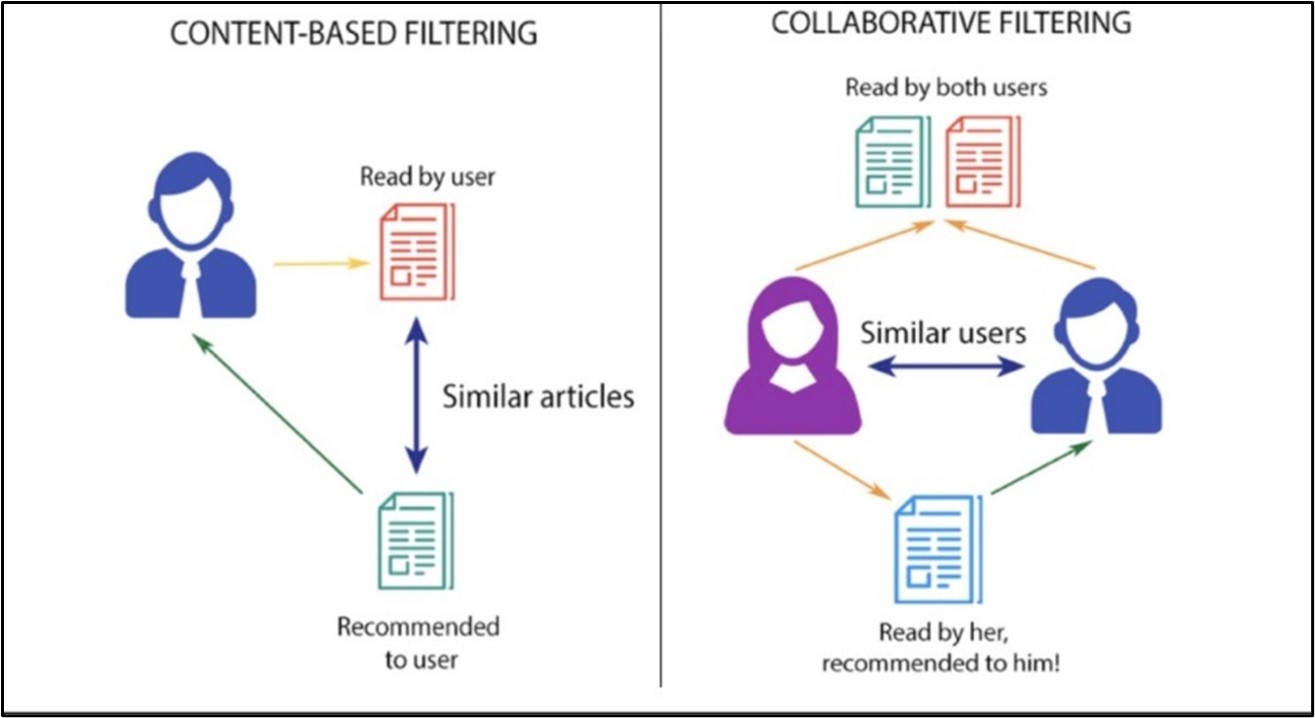 CONTENT-BASED FILTERING
Read by user
Similar articles
Recommended
to user
COLLABORATIVE FILTERING
Read by both users
Similar users
Read by her,
recommended to him!